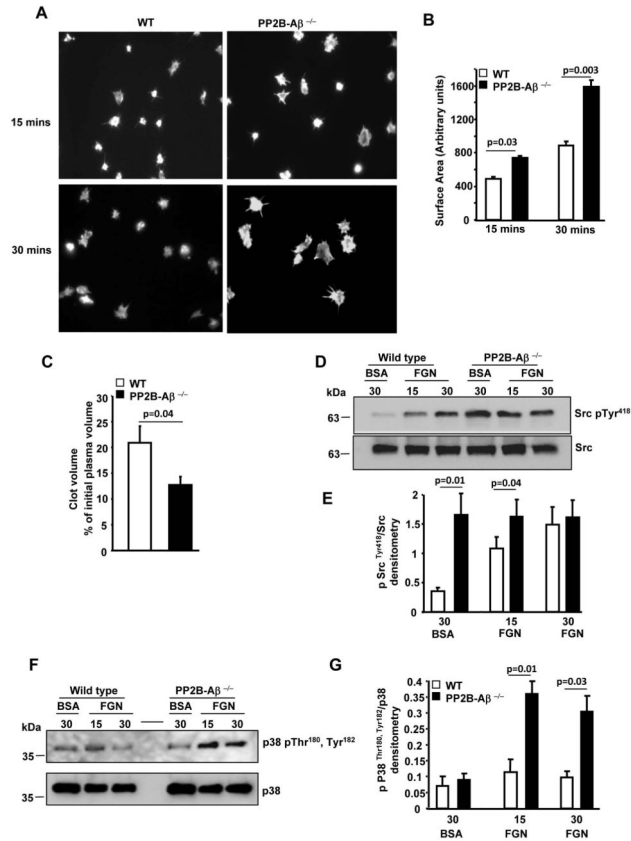 A
WT
PP2B-Aβ −/−
15 mins
30 mins
B
Surface Area (Arbitrary units)
1600
1200
800
400
0
WT
PP2B-Aβ −/−
p=0.03
p=0.003
15 mins
30 mins
C
WT
PP2B-Aβ −/−
p=0.04
Clot volume
% of initial plasma volume
30
25
20
15
10
5
0
D
Wild type
PP2B-Aβ −/−
BSA
FGN
BSA
FGN
kDa
30
15
30
30
15
30
63
Src pTyr418
63
Src
E
p Src Tyr418/Src
densitometry
2
1.5
1
0.5
0
p=0.01
p=0.04
30
BSA
15
FGN
30
FGN
F
Wild type
PP2B-Aβ −/−
BSA
FGN
BSA
FGN
kDa
30
15
30
30
15
30
35
p38 pThr180, Tyr182
35
p38
G
WT
PP2B-Aβ −/−
p P38 Thr180, Tyr182/p38
densitometry
0.4
0.35
0.3
0.25
0.2
0.15
0.1
0.05
0
p=0.01
p=0.03
30
BSA
15
FGN
30
FGN